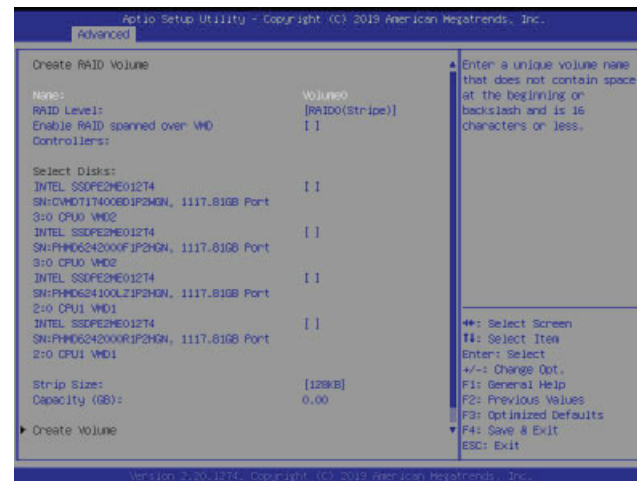 Aptio Setup Utility - Copyright (C) 2019 American Megatrends, Inc.
Advanced
Create RAID Volume
Name: Volume0
RAID Level: [RAID0(Stripe)]
Enable RAID spanned over VMD [ ]
Controllers:
Select Disks:
INTEL SSDPE2ME012T4 [ ]
SN:CVMD717400BD1P2MGN, 1117.81GB Port
3:0 CPU0 VMD2
INTEL SSDPE2ME012T4 [ ]
SN:PHMD6242000F1P2HGN, 1117.81GB Port
3:0 CPU0 VMD2
INTEL SSDPE2ME012T4 [ ]
SN:PHMD624100LZ1P2HGN, 1117.81GB Port
2:0 CPU1 VMD1
INTEL SSDPE2ME012T4 [ ]
SN:PHMD6242000R1P2HGN, 1117.81GB Port
2:0 CPU1 VMD1
Strip Size: [128KB]
Capacity (GB): 0.00
Create Volume
Enter a unique volume name
that does not contain space
at the beginning or
backslash and is 16
characters or less.
→←: Select Screen
↑↓: Select Item
Enter: Select
+/-: Change Opt.
F1: General Help
F2: Previous Values
F3: Optimized Defaults
F4: Save & Exit
ESC: Exit
Version 2.20.1274. Copyright (C) 2019 American Megatrends, Inc.